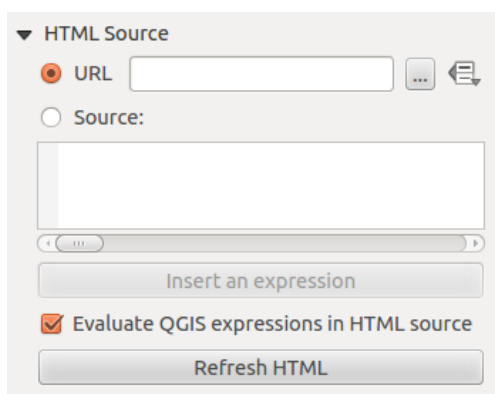 HTML Source
URL ...
Source:
Insert an expression
Evaluate QGIS expressions in HTML source
Refresh HTML